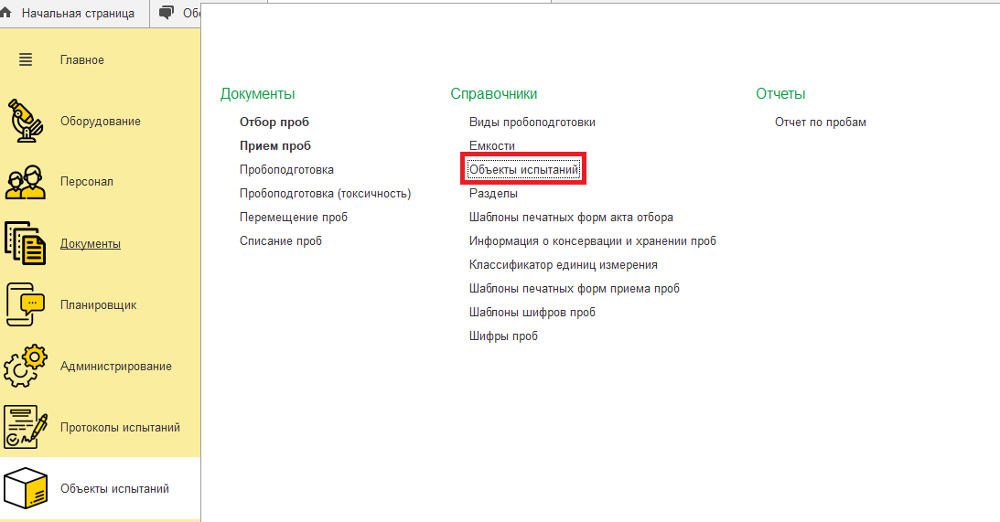 Начальная страница
Главное
Оборудование
Персонал
Документы
Планировщик
Администрирование
Протоколы испытаний
Объекты испытаний
Документы
Отбор проб
Прием проб
Пробоподготовка
Пробоподготовка (токсичность)
Перемещение проб
Списание проб
Справочники
Виды пробоподготовки
Емкости
Объекты испытаний
Разделы
Шаблоны печатных форм акта отбора
Информация о консервации и хранении проб
Классификатор единиц измерения
Шаблоны печатных форм приема проб
Шаблоны шифров проб
Шифры проб
Отчеты
Отчет по пробам